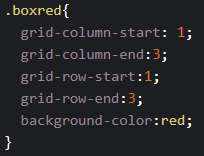 .boxred{
grid-column-start: 1;
grid-column-end:3;
grid-row-start:1;
grid-row-end:3;
background-color:red;
}